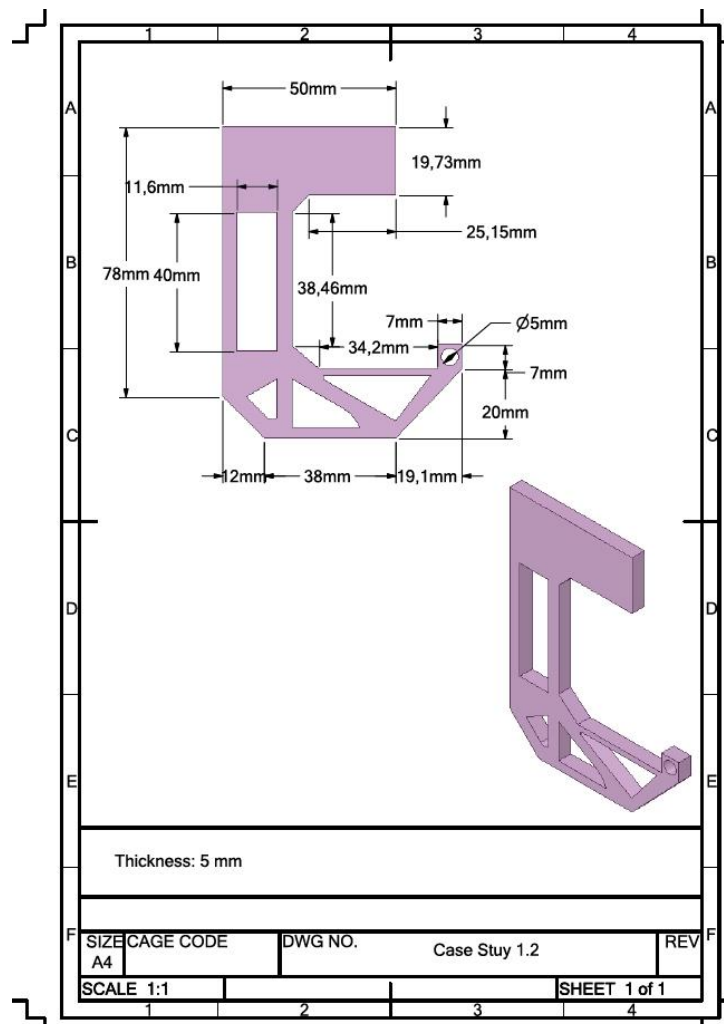 1 2 3 4
A A
50mm
19,73mm
11,6mm
25,15mm
B B
78mm 40mm
38,46mm
7mm
Ø5mm
34,2mm
7mm
20mm
C C
12mm 38mm 19,1mm
D D
E E
Thickness: 5 mm
F F
SIZE CAGE CODE DWG NO. REV
A4 Case Stuy 1.2
SCALE 1:1 SHEET 1 of 1
1 2 3 4